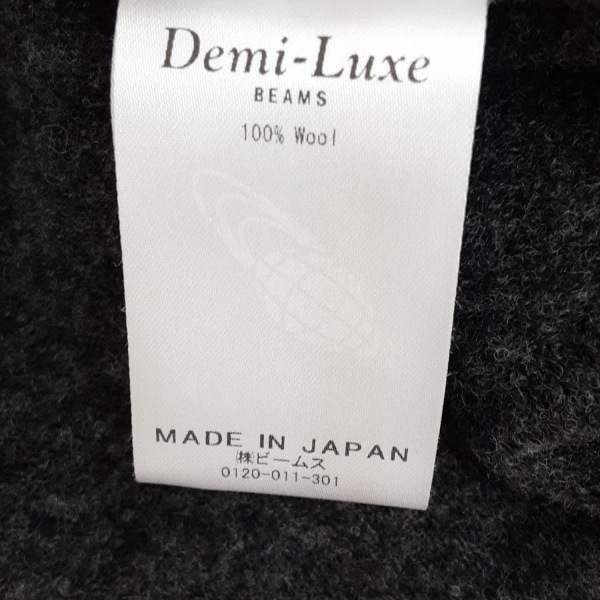 Demi-Luxe
BEAMS
100% Wool
MADE IN JAPAN
㈱ビームス
0120-011-301